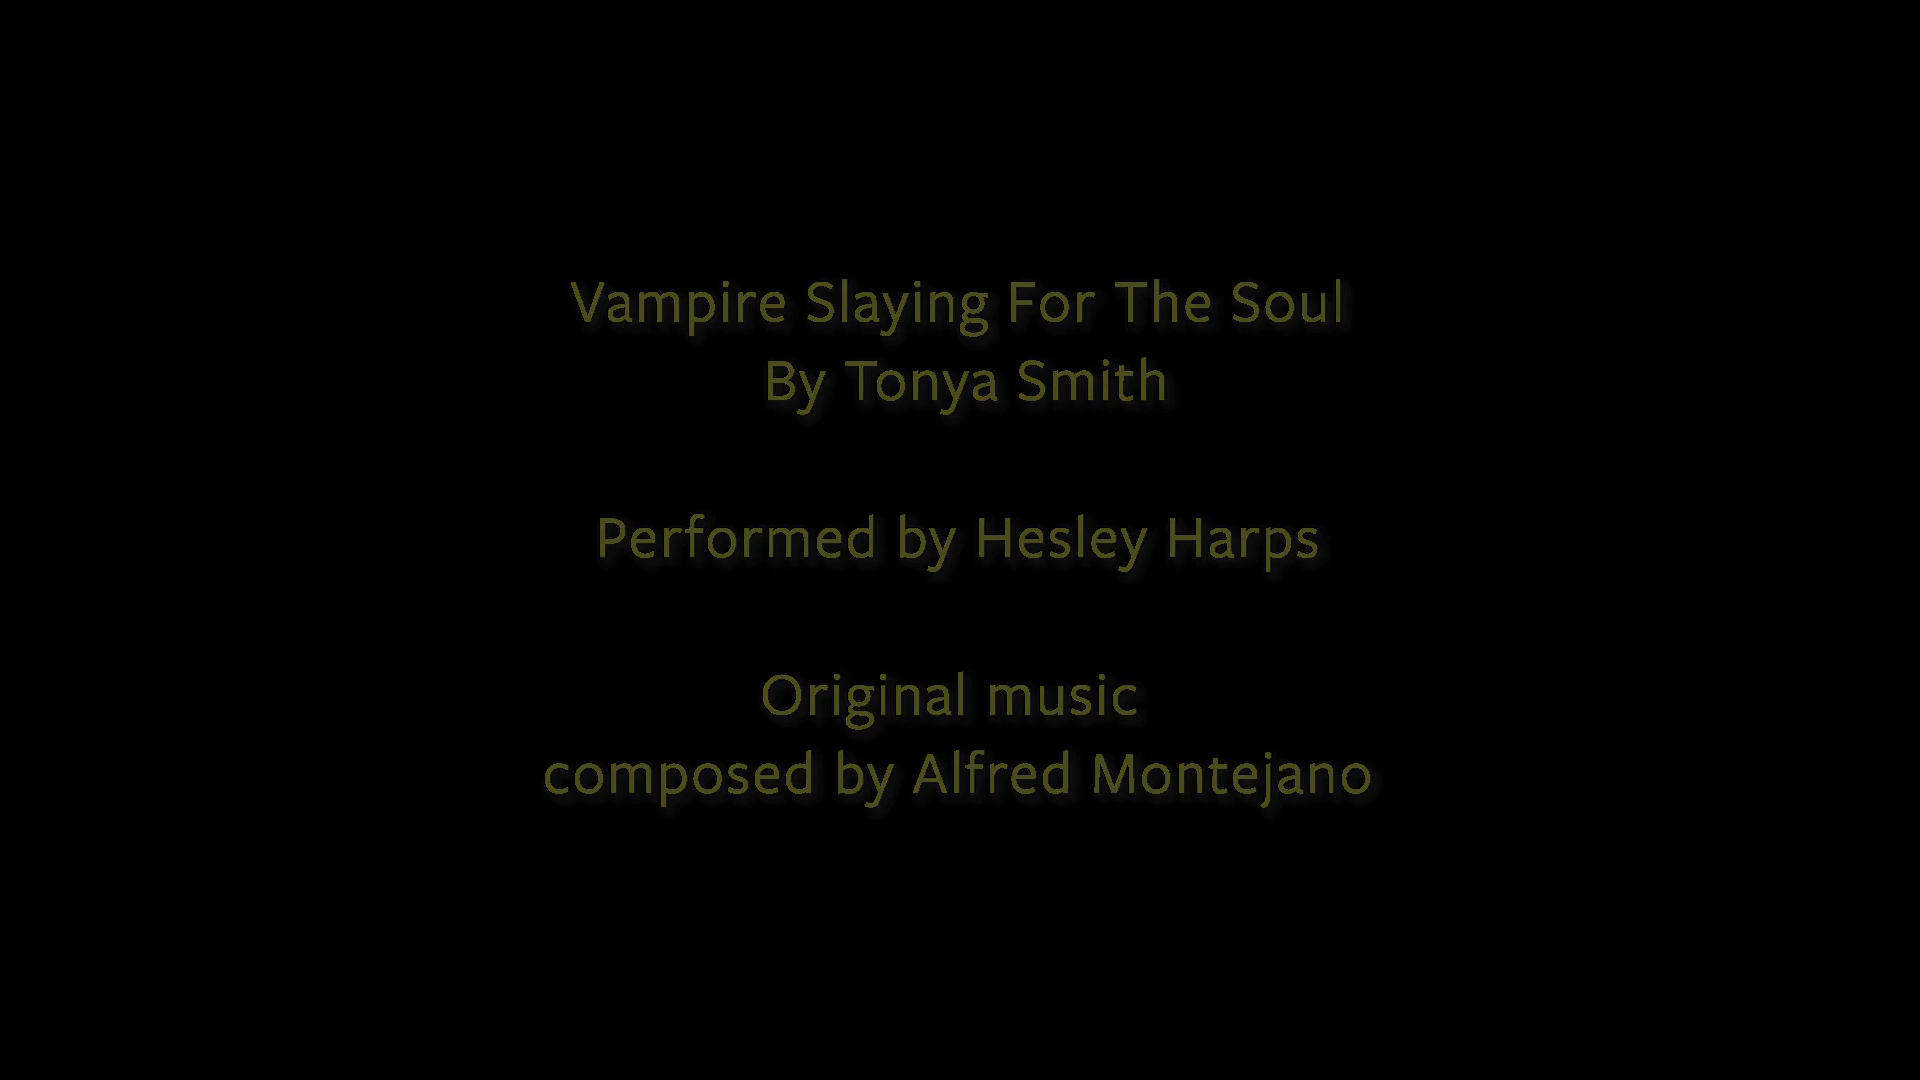 Vampire Slaying For The Soul
By Tonya Smith
Performed by Hesley Harps
Original music
composed by Alfred Montejano